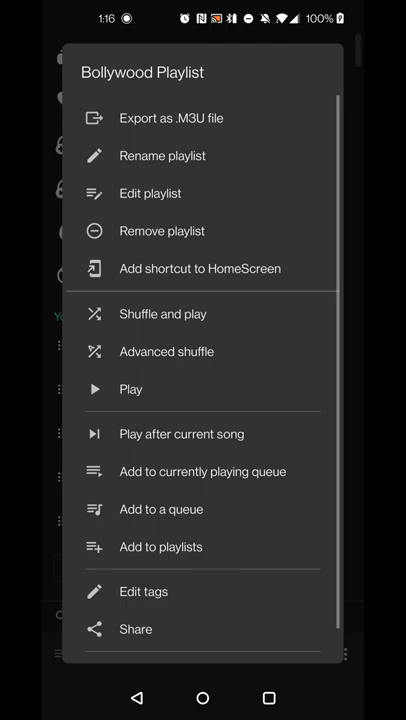 1:16
100%
Bollywood Playlist
Export as .M3U file
Rename playlist
Edit playlist
Remove playlist
Add shortcut to HomeScreen
Shuffle and play
Advanced shuffle
Play
Play after current song
Add to currently playing queue
Add to a queue
Add to playlists
Edit tags
Share